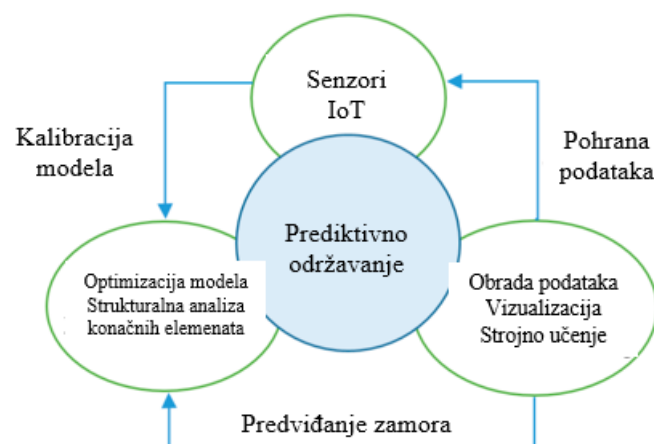 Senzori
IoT
Kalibracija
modela
Pohrana
podataka
Prediktivno
održavanje
Optimizacija modela
Strukturalna analiza
konačnih elemenata
Obrada podataka
Vizualizacija
Strojno učenje
Predviđanje zamora